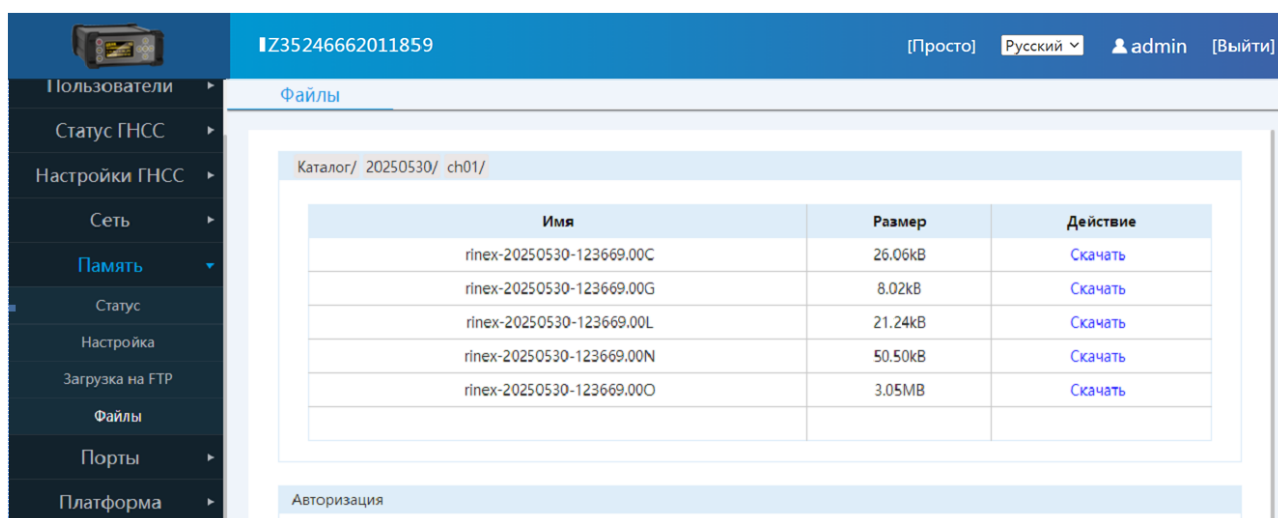 Z35246662011859 [Просто] Русский admin [Выйти]
Пользователи
Статус ГНСС
Настройки ГНСС
Сеть
Память
Статус
Настройка
Загрузка на FTP
Файлы
Порты
Платформа
Файлы
Каталог/ 20250530/ ch01/
Имя Размер Действие
rinex-20250530-123669.00C 26.06kB Скачать
rinex-20250530-123669.00G 8.02kB Скачать
rinex-20250530-123669.00L 21.24kB Скачать
rinex-20250530-123669.00N 50.50kB Скачать
rinex-20250530-123669.00O 3.05MB Скачать
Авторизация